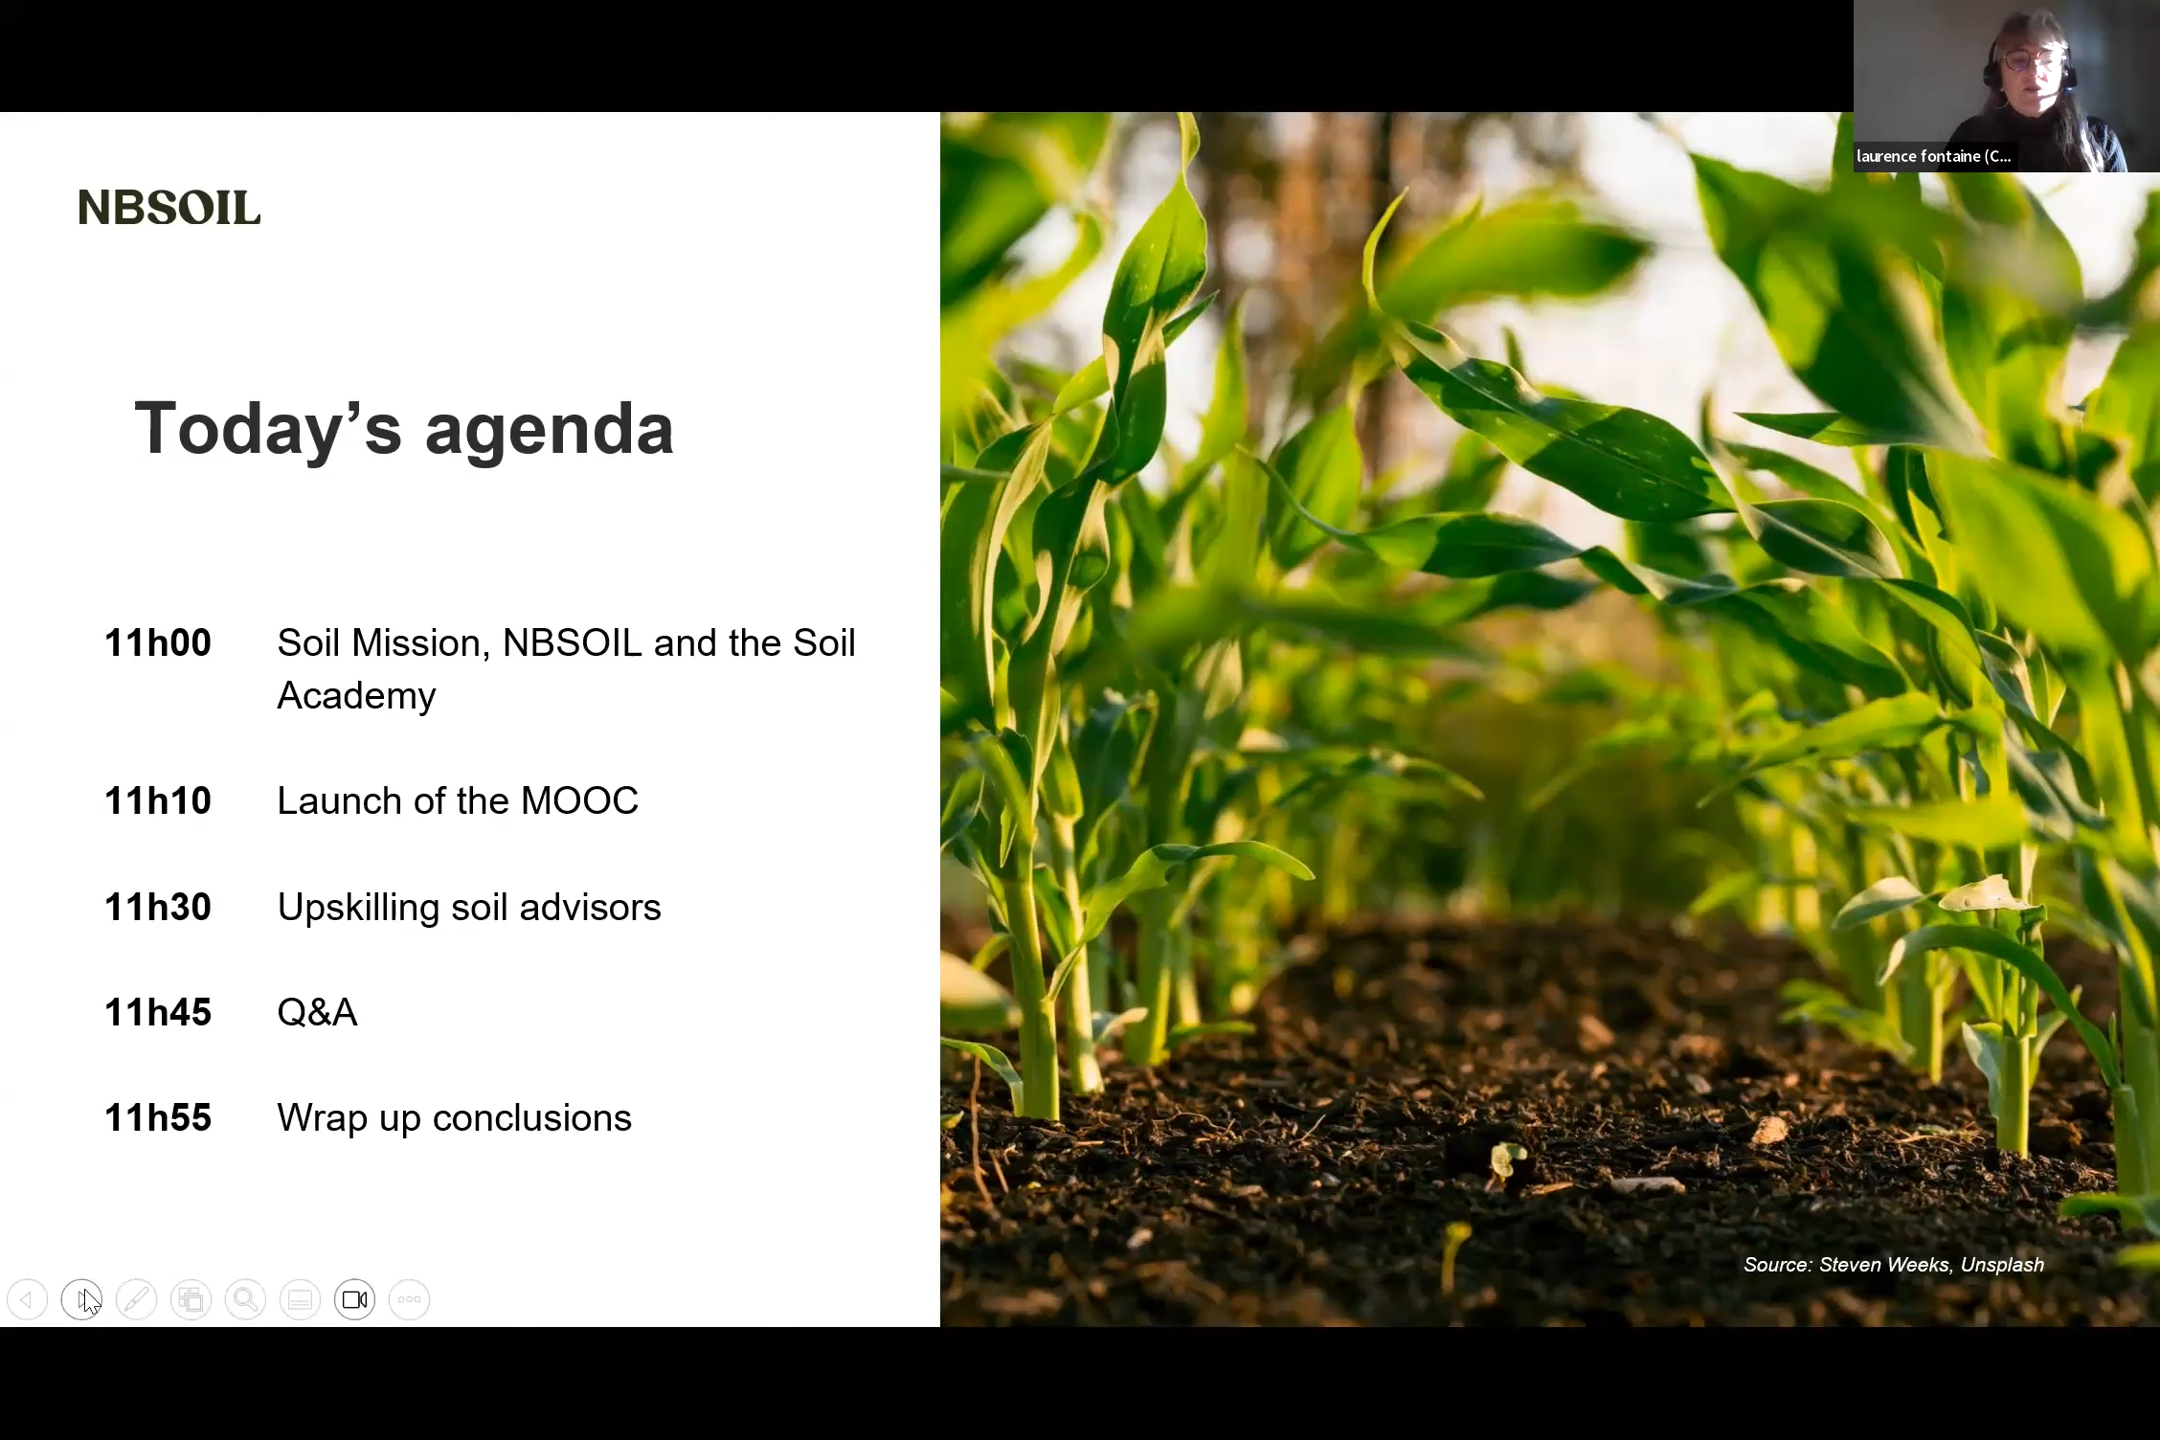 laurence fontaine (C...
NBSOIL
Today’s agenda
11h00 Soil Mission, NBSOIL and the Soil
Academy
11h10 Launch of the MOOC
11h30 Upskilling soil advisors
11h45 Q&A
11h55 Wrap up conclusions
Source: Steven Weeks, Unsplash